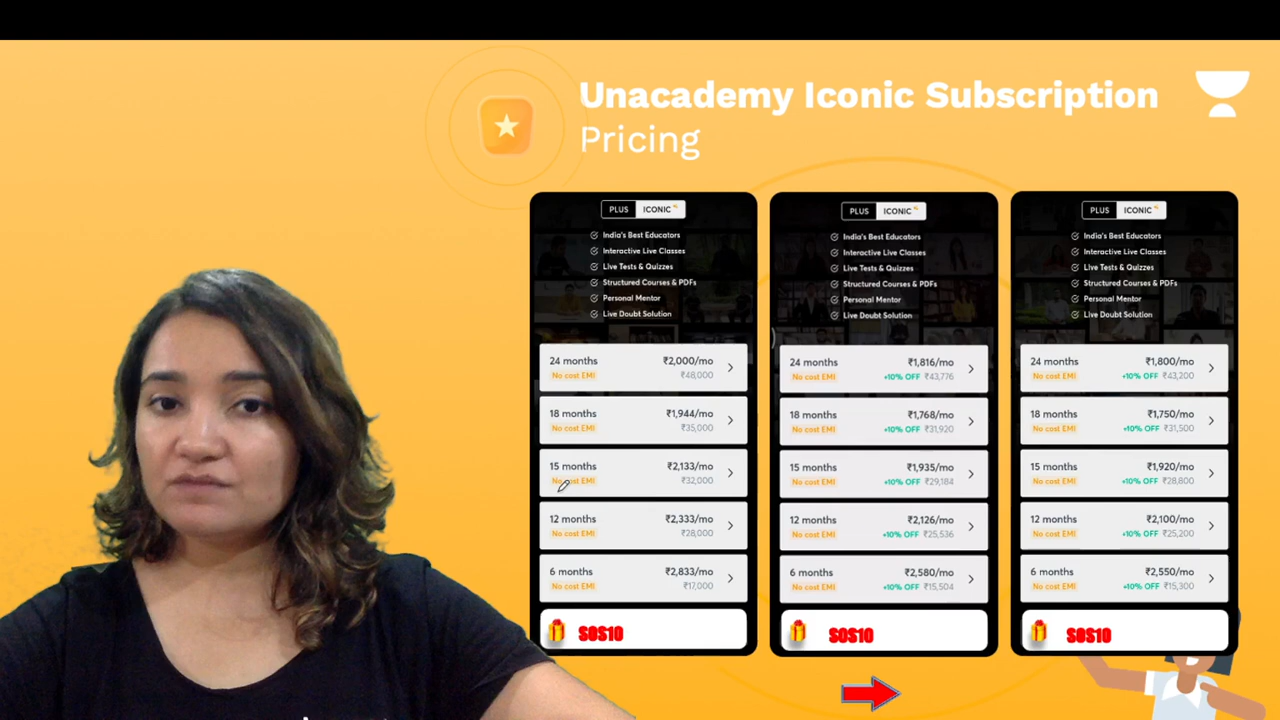 Unacademy Iconic Subscription
Pricing
PLUS ICONIC
India's Best Educators
Interactive Live Classes
Live Tests & Quizzes
Structured Courses & PDFs
Personal Mentor
Live Doubt Solution
24 months ₹2,000/mo
No cost EMI ₹48,000
18 months ₹1,944/mo
No cost EMI ₹35,000
15 months ₹2,133/mo
No cost EMI ₹32,000
12 months ₹2,333/mo
No cost EMI ₹28,000
6 months ₹2,833/mo
No cost EMI ₹17,000
SOS10
PLUS ICONIC
India's Best Educators
Interactive Live Classes
Live Tests & Quizzes
Structured Courses & PDFs
Personal Mentor
Live Doubt Solution
24 months ₹1,816/mo
No cost EMI +10% OFF ₹43,776
18 months ₹1,768/mo
No cost EMI +10% OFF ₹31,920
15 months ₹1,935/mo
No cost EMI +10% OFF ₹29,184
12 months ₹2,126/mo
No cost EMI +10% OFF ₹25,536
6 months ₹2,580/mo
No cost EMI +10% OFF ₹15,504
SOS10
PLUS ICONIC
India's Best Educators
Interactive Live Classes
Live Tests & Quizzes
Structured Courses & PDFs
Personal Mentor
Live Doubt Solution
24 months ₹1,800/mo
No cost EMI +10% OFF ₹43,200
18 months ₹1,750/mo
No cost EMI +10% OFF ₹31,500
15 months ₹1,920/mo
No cost EMI +10% OFF ₹28,800
12 months ₹2,100/mo
No cost EMI +10% OFF ₹25,200
6 months ₹2,550/mo
No cost EMI +10% OFF ₹15,300
SOS10